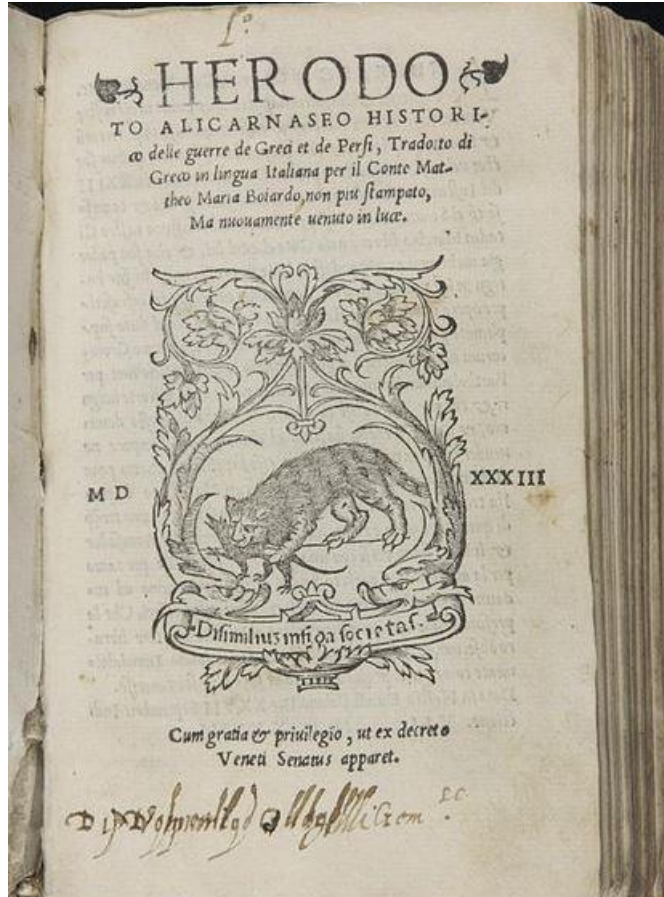 HERODO
TO ALICARNASEO HISTORI-
co delle guerre de Greci et de Persi, Tradotto di
Greco in lingua Italiana per il Conte Mat-
theo Maria Boiardo, non piu stampato,
Ma nuouamente uenuto in luce.
M D XXXIII
Disimilium infida societas.
Cum gratia & priuilegio, ut ex decreto
Veneti Senatus apparet.